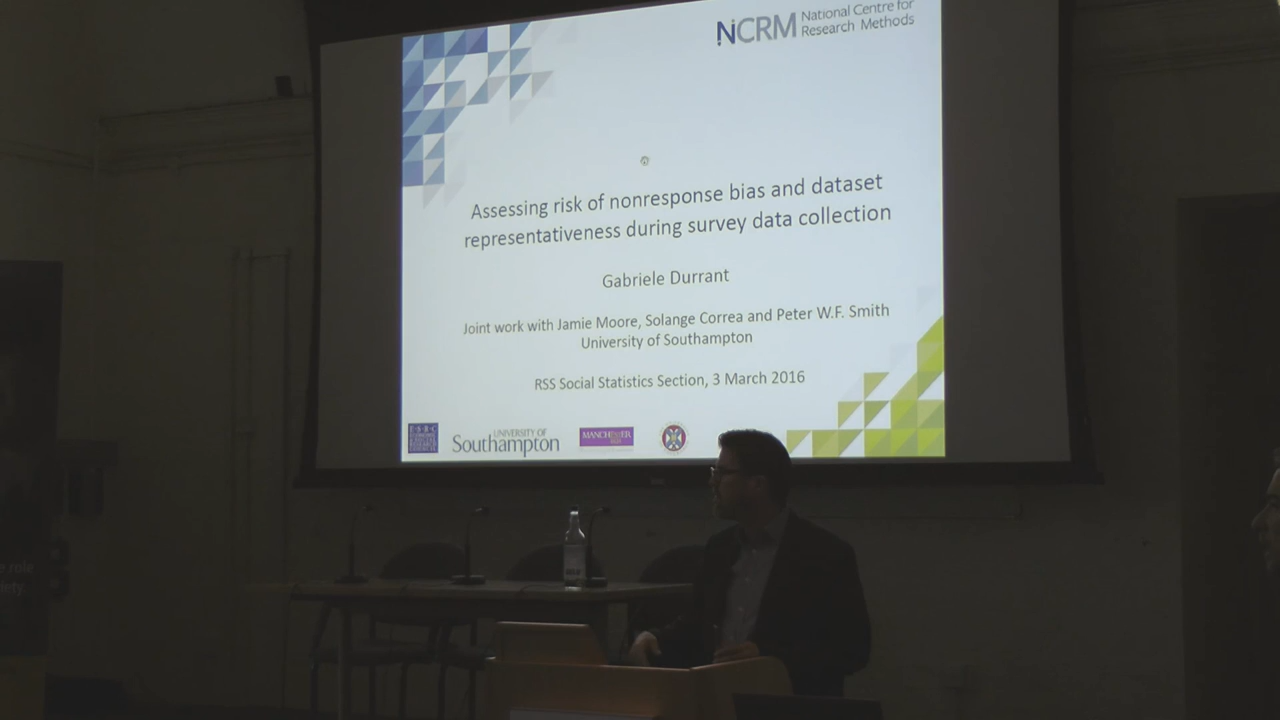 NCRM National Centre for
Research Methods
Assessing risk of nonresponse bias and dataset
representativeness during survey data collection
Gabriele Durrant
Joint work with Jamie Moore, Solange Correa and Peter W.F. Smith
University of Southampton
RSS Social Statistics Section, 3 March 2016
UNIVERSITY OF
Southampton
MANCHESTER
role